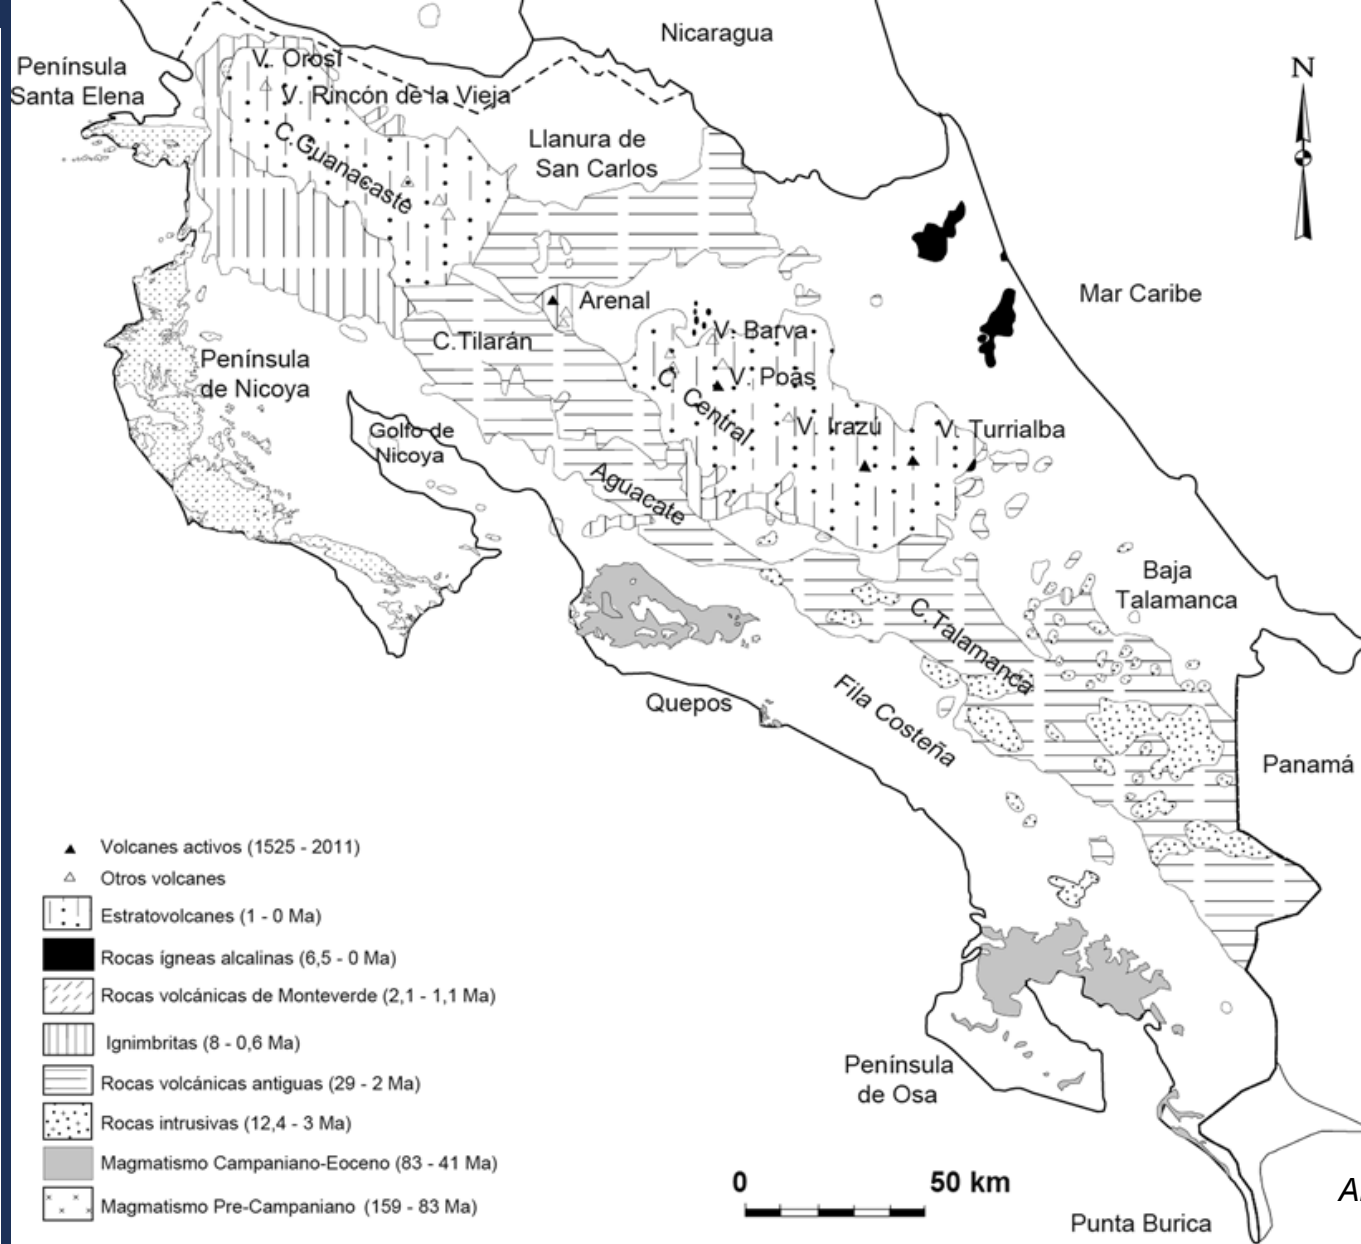 Nicaragua
N
Península
Santa Elena
V. Orosí
V. Rincón de la Vieja
C. Guanacaste
Llanura de
San Carlos
Mar Caribe
Arenal
C.Tilarán
V. Barva
V. Poás
C. Central
V. Irazú
V. Turrialba
Península
de Nicoya
Golfo de
Nicoya
Aguacate
Baja
Talamanca
C.Talamanca
Fila Costeña
Quepos
Panamá
Volcanes activos (1525 - 2011)
Otros volcanes
Estratovolcanes (1 - 0 Ma)
Rocas ígneas alcalinas (6,5 - 0 Ma)
Rocas volcánicas de Monteverde (2,1 - 1,1 Ma)
Ignimbritas (8 - 0,6 Ma)
Rocas volcánicas antiguas (29 - 2 Ma)
Rocas intrusivas (12,4 - 3 Ma)
Magmatismo Campaniano-Eoceno (83 - 41 Ma)
Magmatismo Pre-Campaniano (159 - 83 Ma)
Península
de Osa
0 50 km
Punta Burica